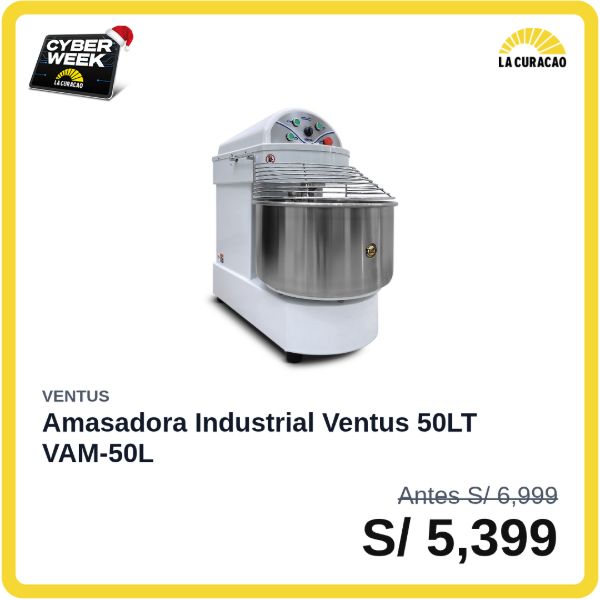 CYBER
WEEK
LA CURACAO
LA CURACAO
VENTUS
Amasadora Industrial Ventus 50LT
VAM-50L
Antes S/ 6,999
S/ 5,399